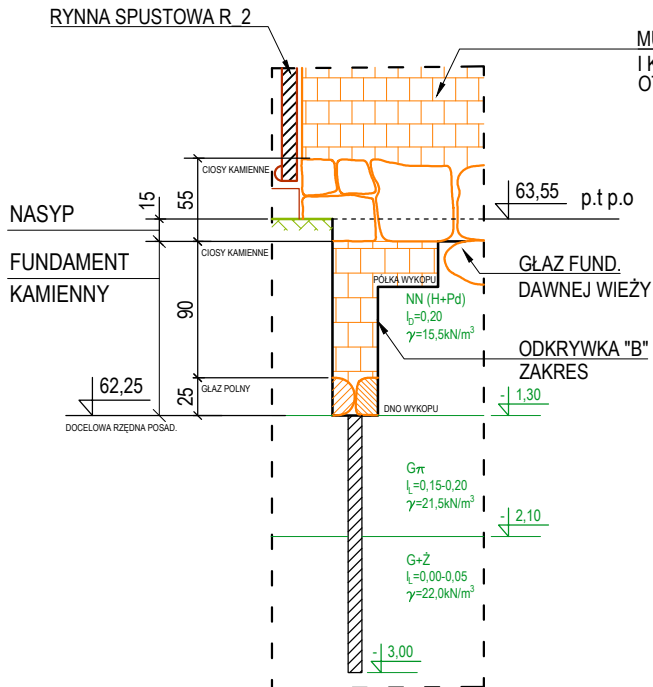 RYNNA SPUSTOWA R_2
MU
I K
OT
CIOSY KAMIENNE
55
15
63,55 p.t p.o
NASYP
CIOSY KAMIENNE
FUNDAMENT
KAMIENNY
GŁAZ FUND.
DAWNEJ WIEŻY
PÓŁKA WYKOPU
NN (H+Pd)
I_D=0,20
γ=15,5kN/m³
90
ODKRYWKA "B"
ZAKRES
62,25
25
GŁAZ POLNY
DNO WYKOPU
- 1,30
DOCELOWA RZĘDNA POSAD.
Gπ
I_L=0,15-0,20
γ=21,5kN/m³
- 2,10
G+Ż
I_L=0,00-0,05
γ=22,0kN/m³
- 3,00